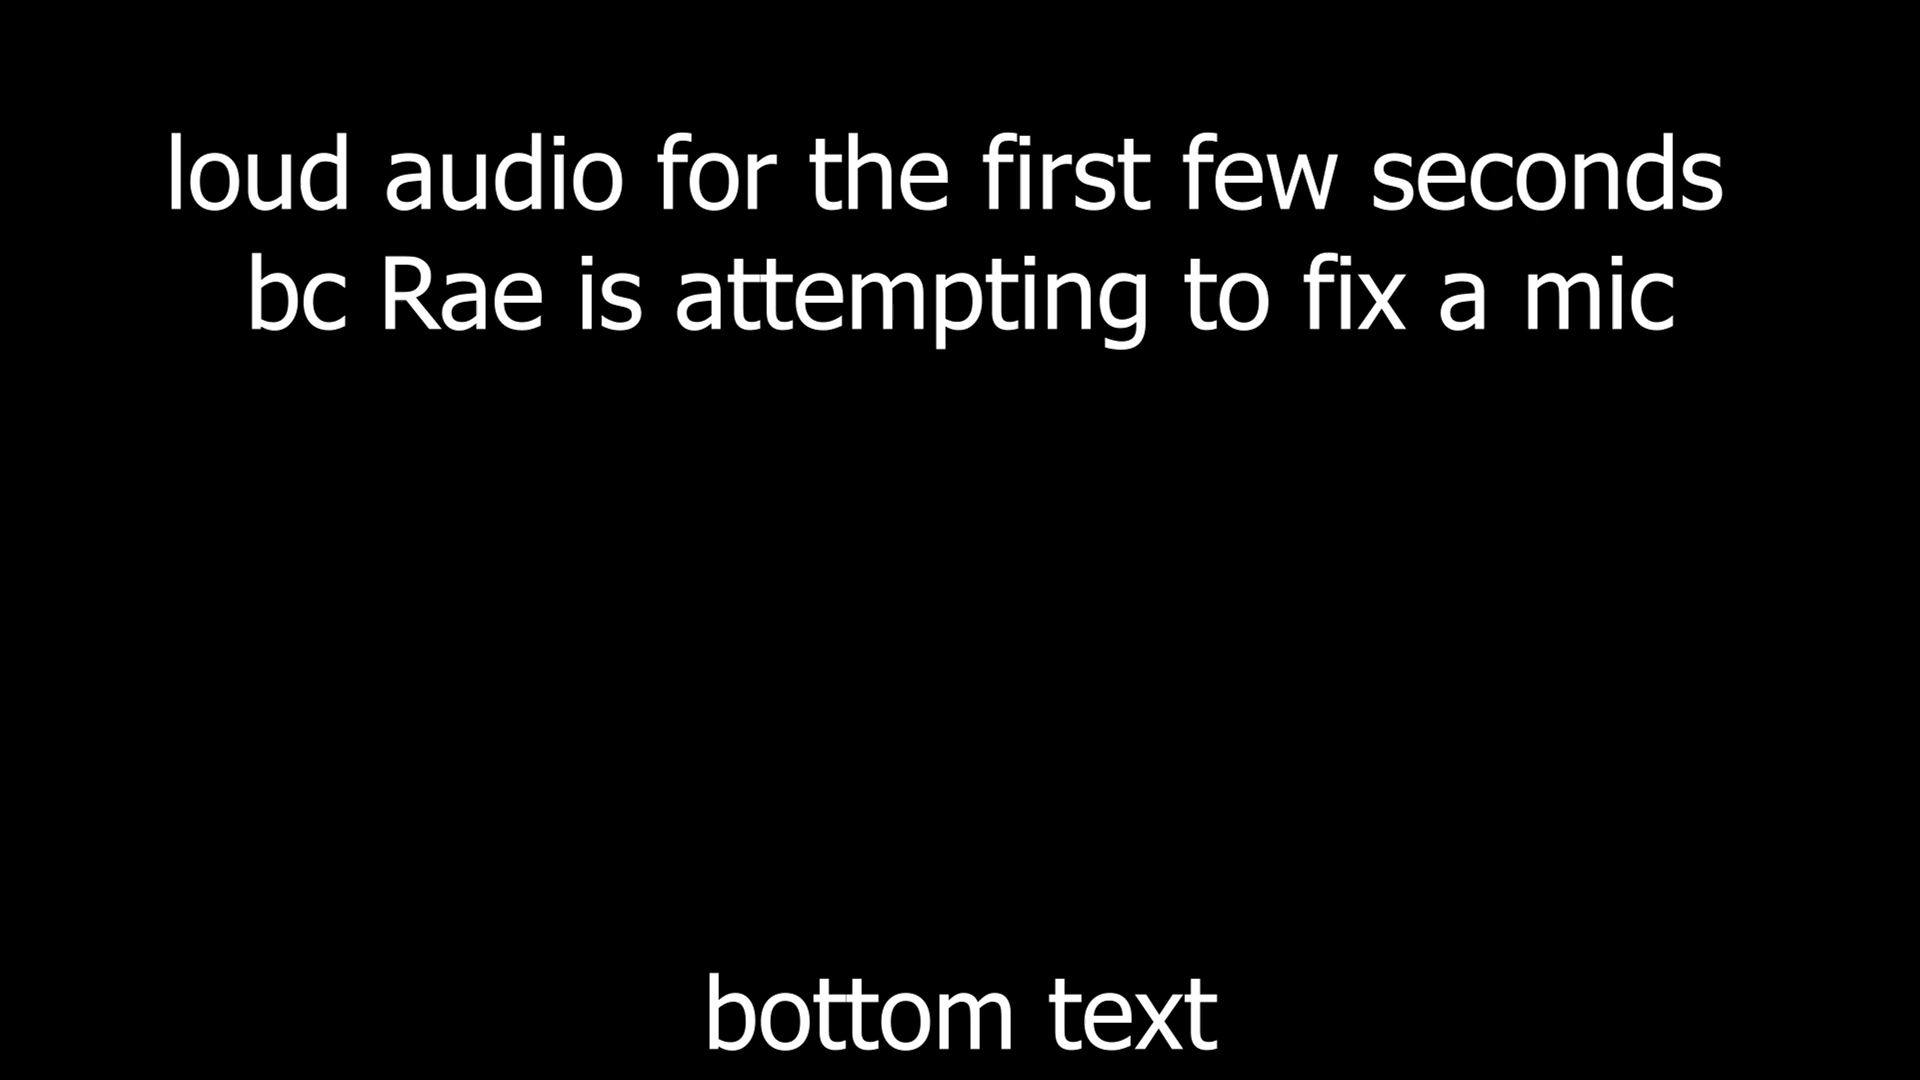 loud audio for the first few seconds
bc Rae is attempting to fix a mic
bottom text